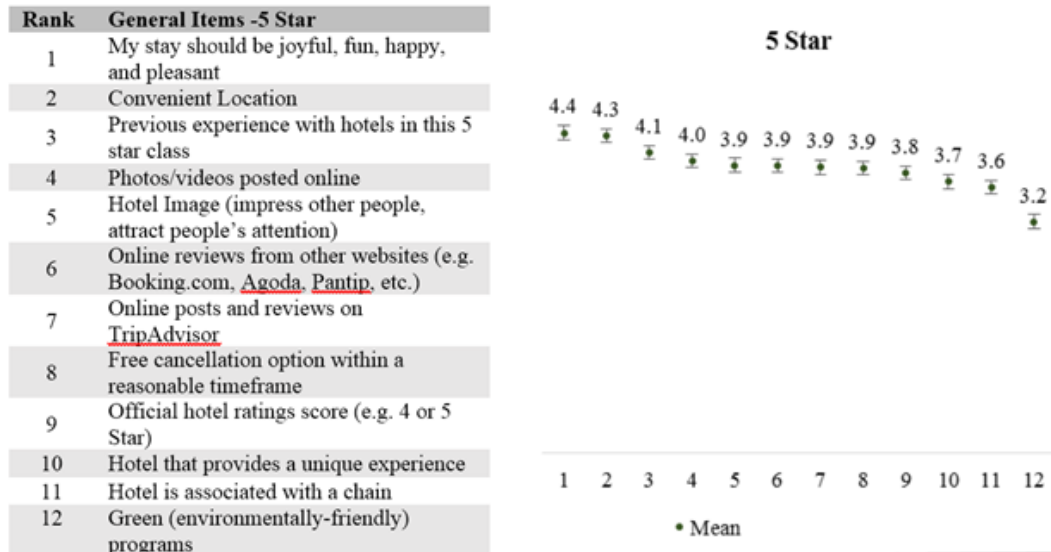 Rank General Items -5 Star
1 My stay should be joyful, fun, happy,
and pleasant
2 Convenient Location
3 Previous experience with hotels in this 5
star class
4 Photos/videos posted online
5 Hotel Image (impress other people,
attract people’s attention)
6 Online reviews from other websites (e.g.
Booking.com, Agoda, Pantip, etc.)
7 Online posts and reviews on
TripAdvisor
8 Free cancellation option within a
reasonable timeframe
9 Official hotel ratings score (e.g. 4 or 5
Star)
10 Hotel that provides a unique experience
11 Hotel is associated with a chain
12 Green (environmentally-friendly)
programs
5 Star
4.4 4.3 4.1 4.0 3.9 3.9 3.9 3.9 3.8 3.7 3.6 3.2
1 2 3 4 5 6 7 8 9 10 11 12
Mean